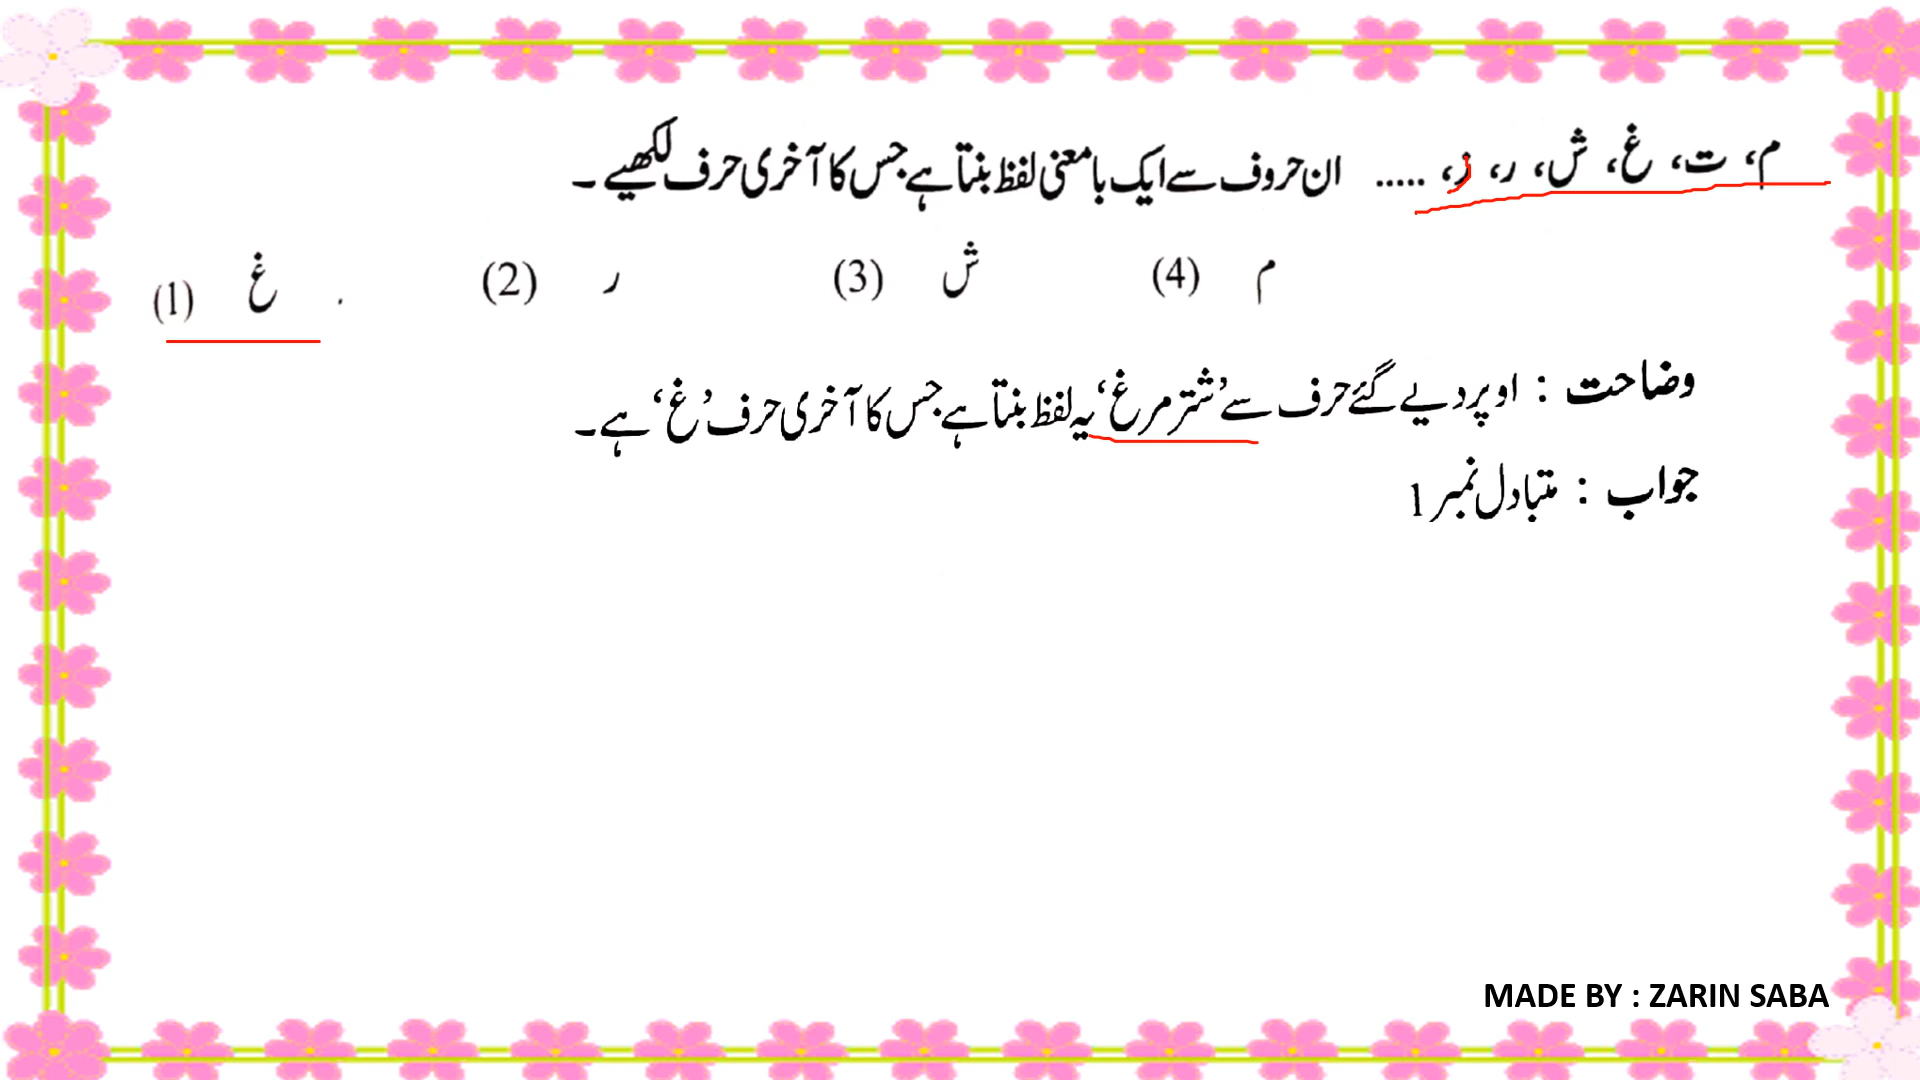 م، ت، غ، ش، ر، ر، ..... ان حروف سے ایک بامعنی لفظ بنتا ہے جس کا آخری حرف لکھیے ۔
(1) غ (2) ر (3) ش (4) م
وضاحت : اوپر دیے گئے حرف سے ’شتر مرغ‘ یہ لفظ بنتا ہے جس کا آخری حرف ’غ‘ ہے۔
جواب : متبادل نمبر 1
MADE BY : ZARIN SABA